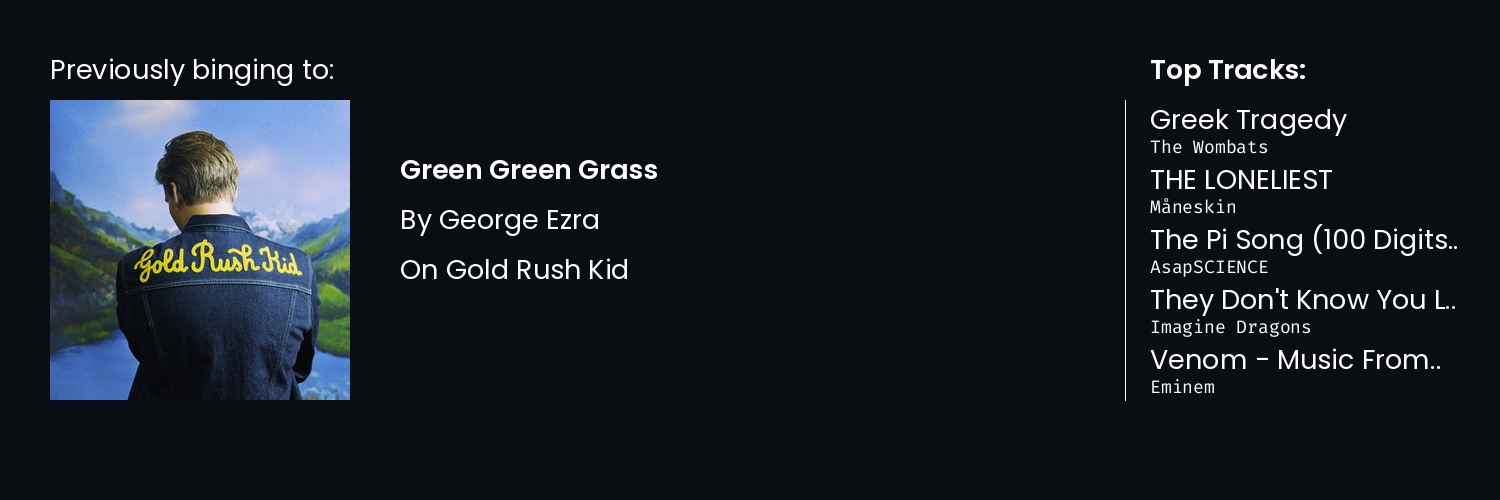 Previously binging to:
Gold Rush Kid
Green Green Grass
By George Ezra
On Gold Rush Kid
Top Tracks:
Greek Tragedy
The Wombats
THE LONELIEST
Måneskin
The Pi Song (100 Digits..
AsapSCIENCE
They Don't Know You L..
Imagine Dragons
Venom - Music From..
Eminem